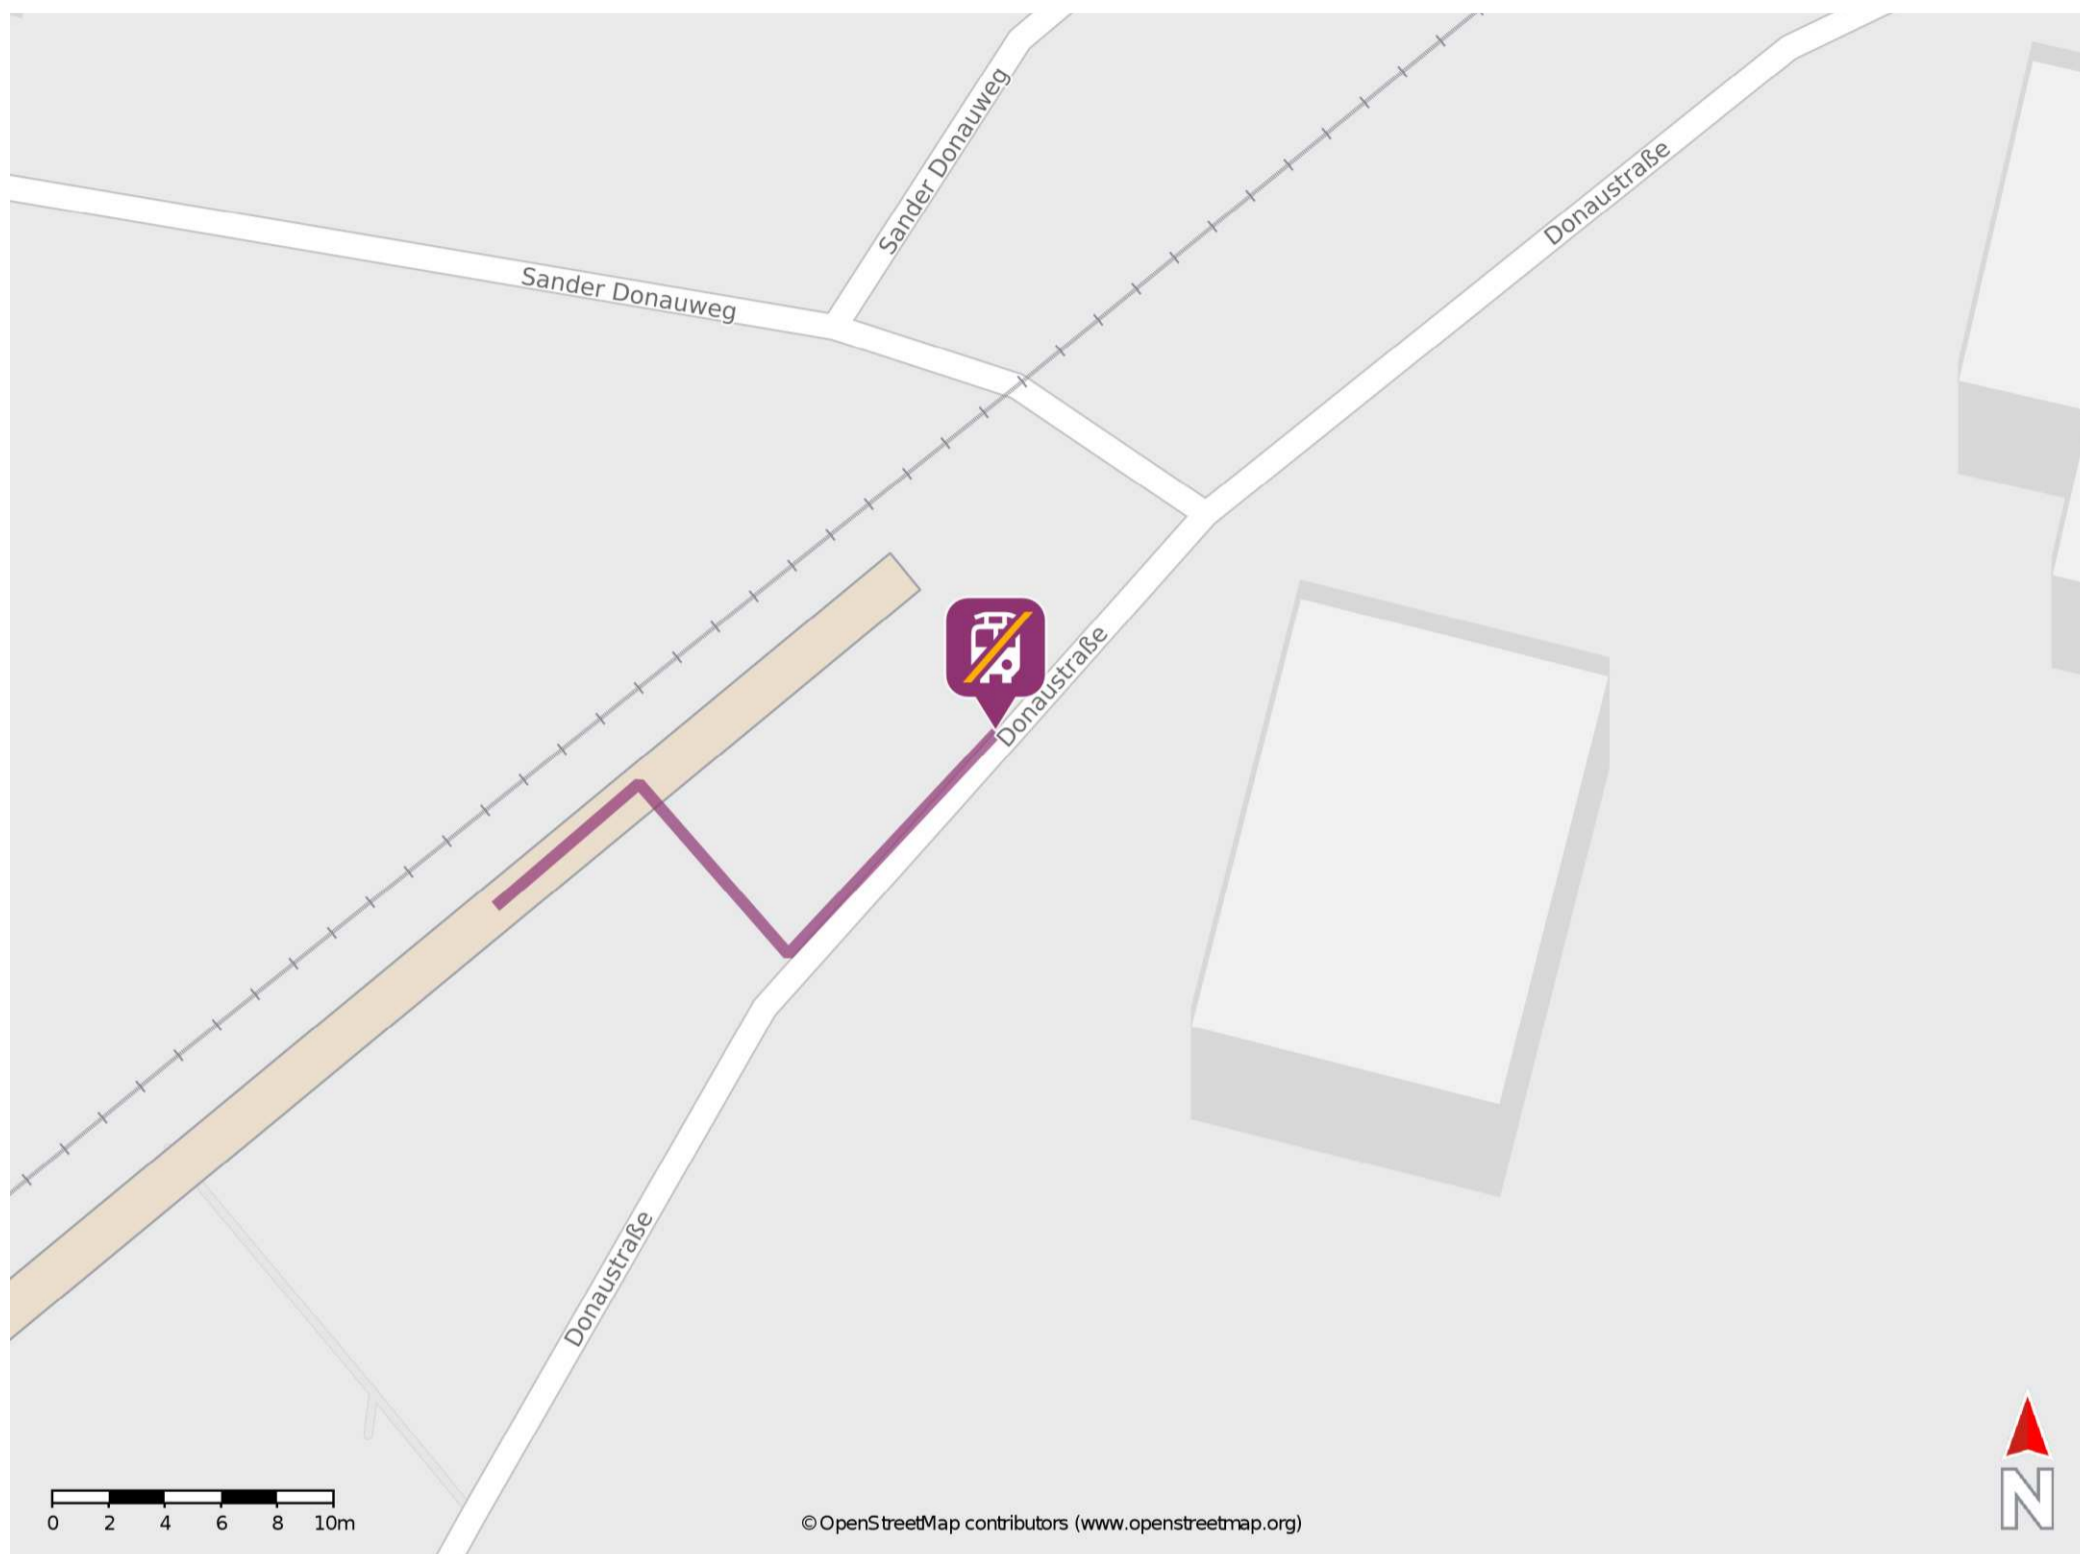 Sander Donauweg
Donaustraße
Sander Donauweg
Donaustraße
Donaustraße
0 2 4 6 8 10m
©OpenStreetMap contributors (www.openstreetmap.org)
N